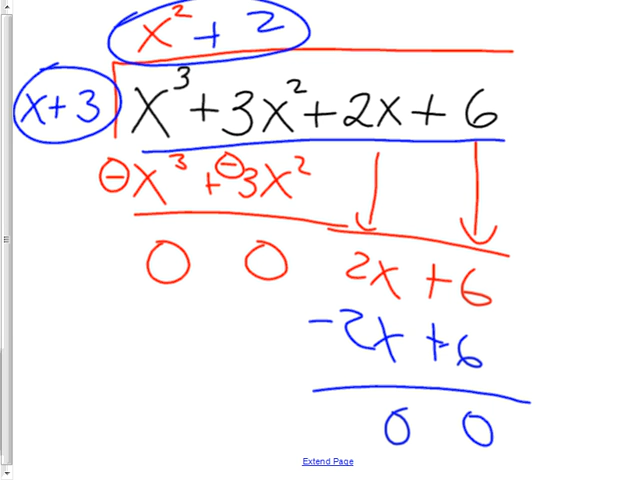 x² + 2
x+3 x³ + 3x² + 2x + 6
⊖x³ + ⊖3x²
0 0 2x + 6
-2x + 6
0 0
Extend Page